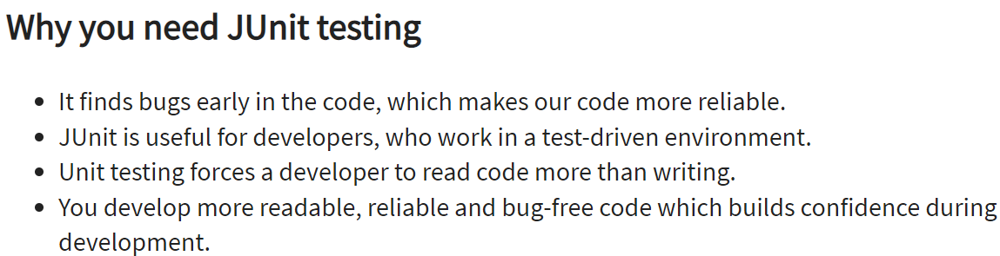 Why you need JUnit testing
• It finds bugs early in the code, which makes our code more reliable.
• JUnit is useful for developers, who work in a test-driven environment.
• Unit testing forces a developer to read code more than writing.
• You develop more readable, reliable and bug-free code which builds confidence during
development.